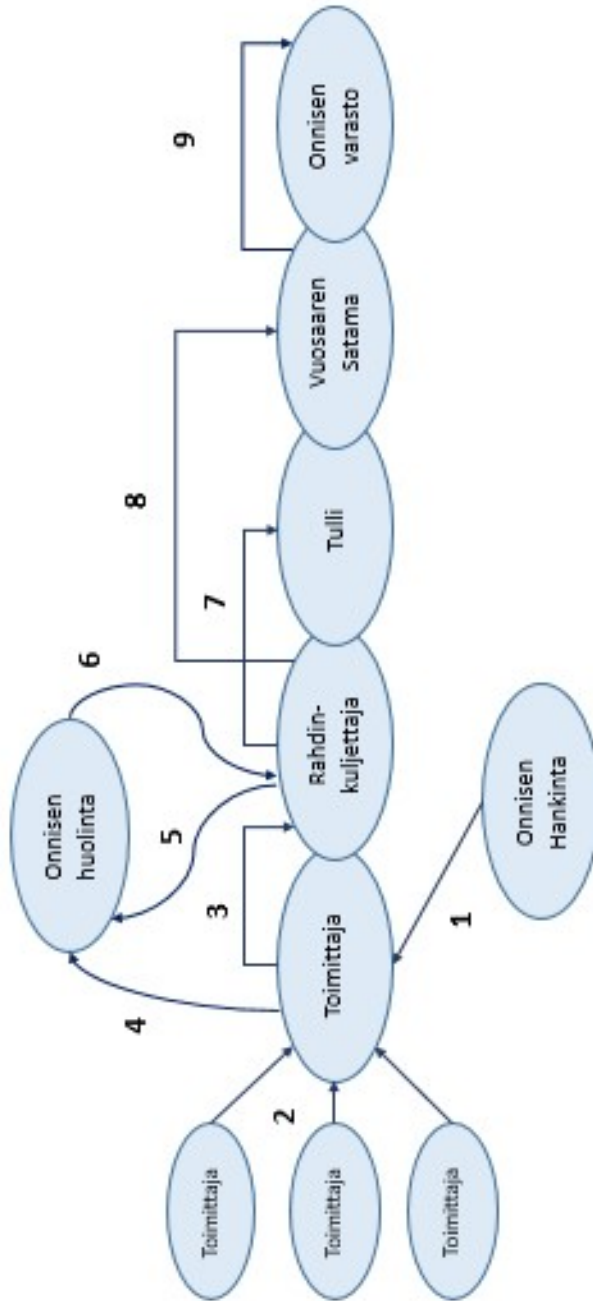 Onnisen
huolinta
4
5
6
8
3
7
9
Toimittaja
Toimittaja
Toimittaja
2
Toimittaja
Rahdin-
kuljettaja
Tulli
Vuosaaren
Satama
Onnisen
varasto
1
Onnisen
Hankinta